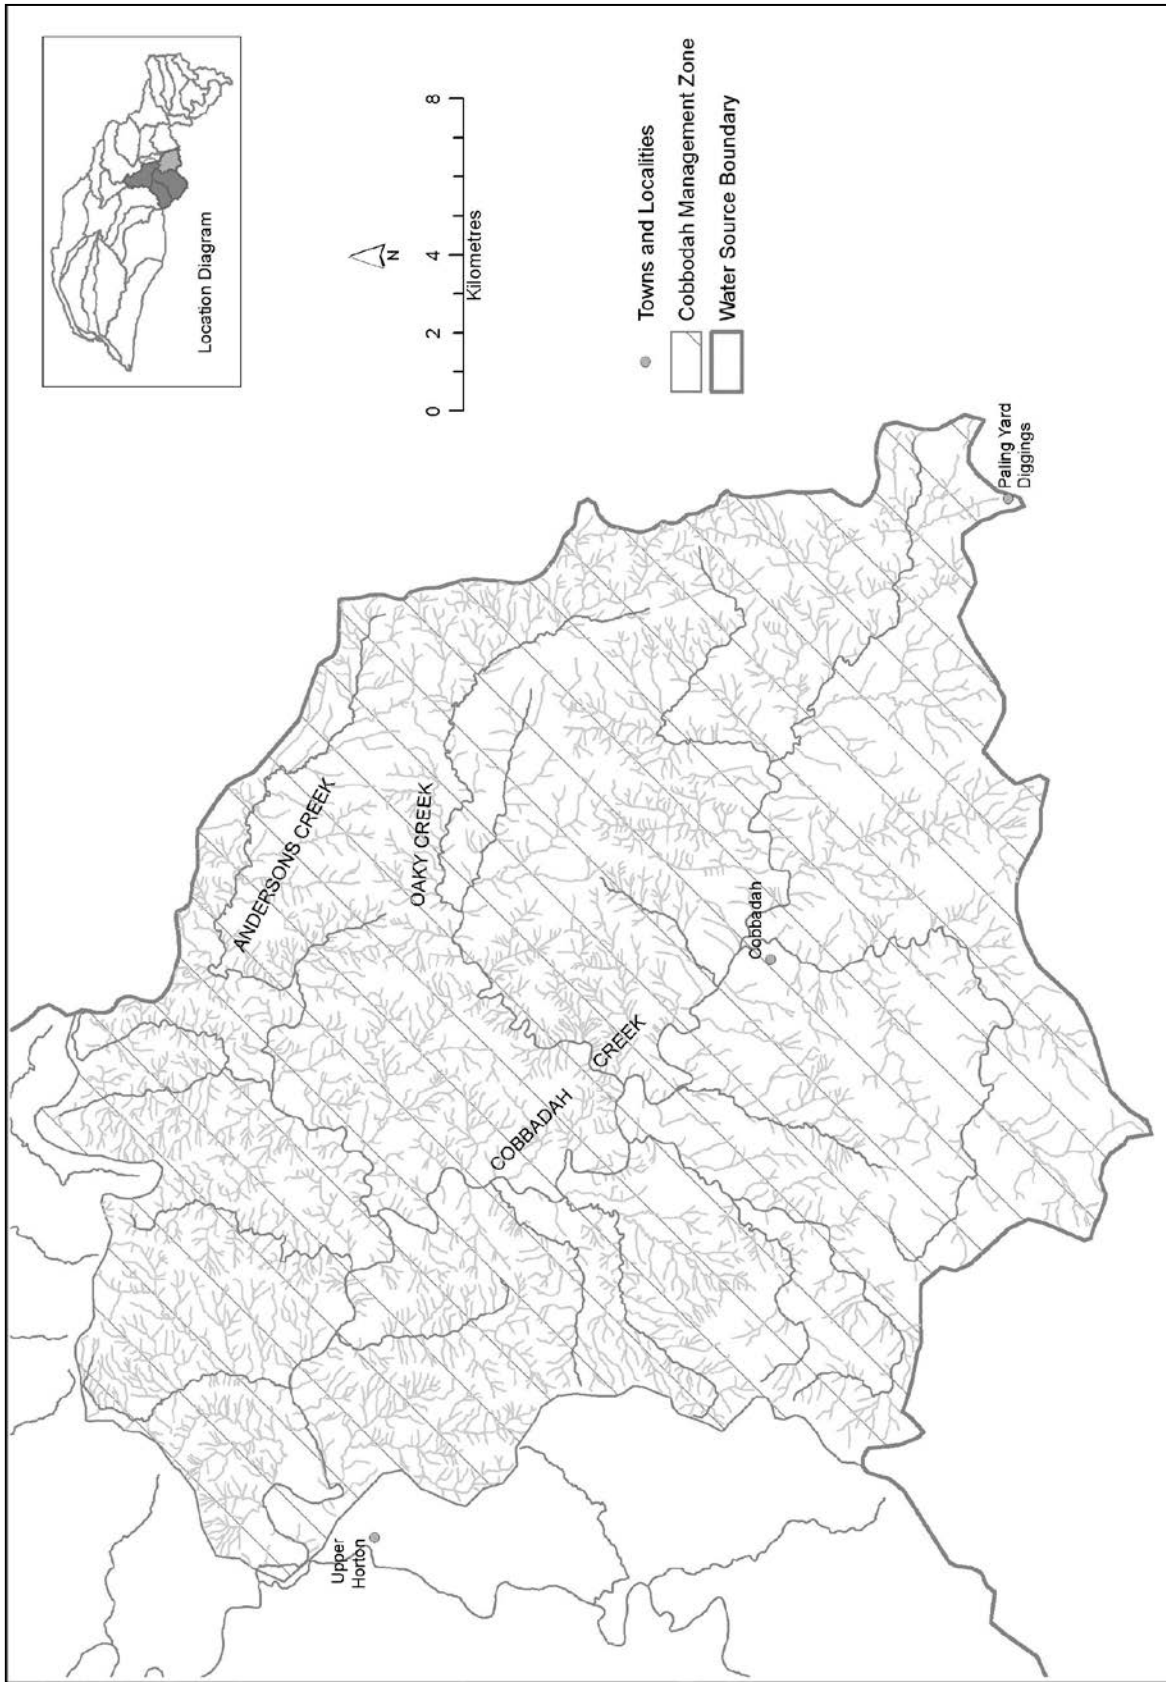 Location Diagram
N
0 2 4 8
Kilometres
Towns and Localities
Cobbodah Management Zone
Water Source Boundary
ANDERSONS CREEK
OAKY CREEK
COBBADAH CREEK
Cobbadah
Upper
Horton
Paling Yard
Diggings